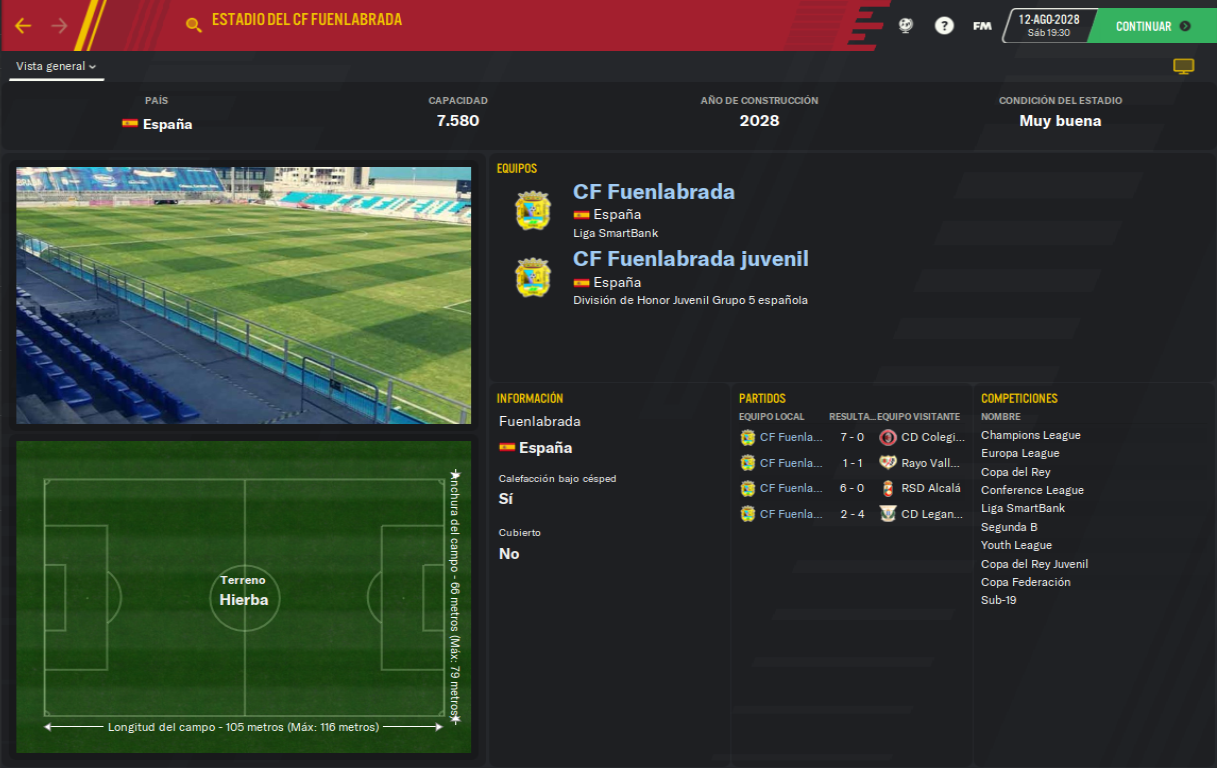 ESTADIO DEL CF FUENLABRADA
?
FM
12-AGO-2028
Sáb 19:30
CONTINUAR
Vista general
PAÍS
España
CAPACIDAD
7.580
AÑO DE CONSTRUCCIÓN
2028
CONDICIÓN DEL ESTADIO
Muy buena
EQUIPOS
CF Fuenlabrada
España
Liga SmartBank
CF Fuenlabrada juvenil
España
División de Honor Juvenil Grupo 5 española
Terreno
Hierba
nchura del campo - 66 metros (Máx: 79 metros
Longitud del campo - 105 metros (Máx: 116 metros)
INFORMACIÓN
Fuenlabrada
España
Calefacción bajo césped
Sí
Cubierto
No
PARTIDOS
EQUIPO LOCAL RESULTA... EQUIPO VISITANTE
CF Fuenla... 7 - 0 CD Colegi...
CF Fuenla... 1 - 1 Rayo Vall...
CF Fuenla... 6 - 0 RSD Alcalá
CF Fuenla... 2 - 4 CD Legan...
COMPETICIONES
NOMBRE
Champions League
Europa League
Copa del Rey
Conference League
Liga SmartBank
Segunda B
Youth League
Copa del Rey Juvenil
Copa Federación
Sub-19